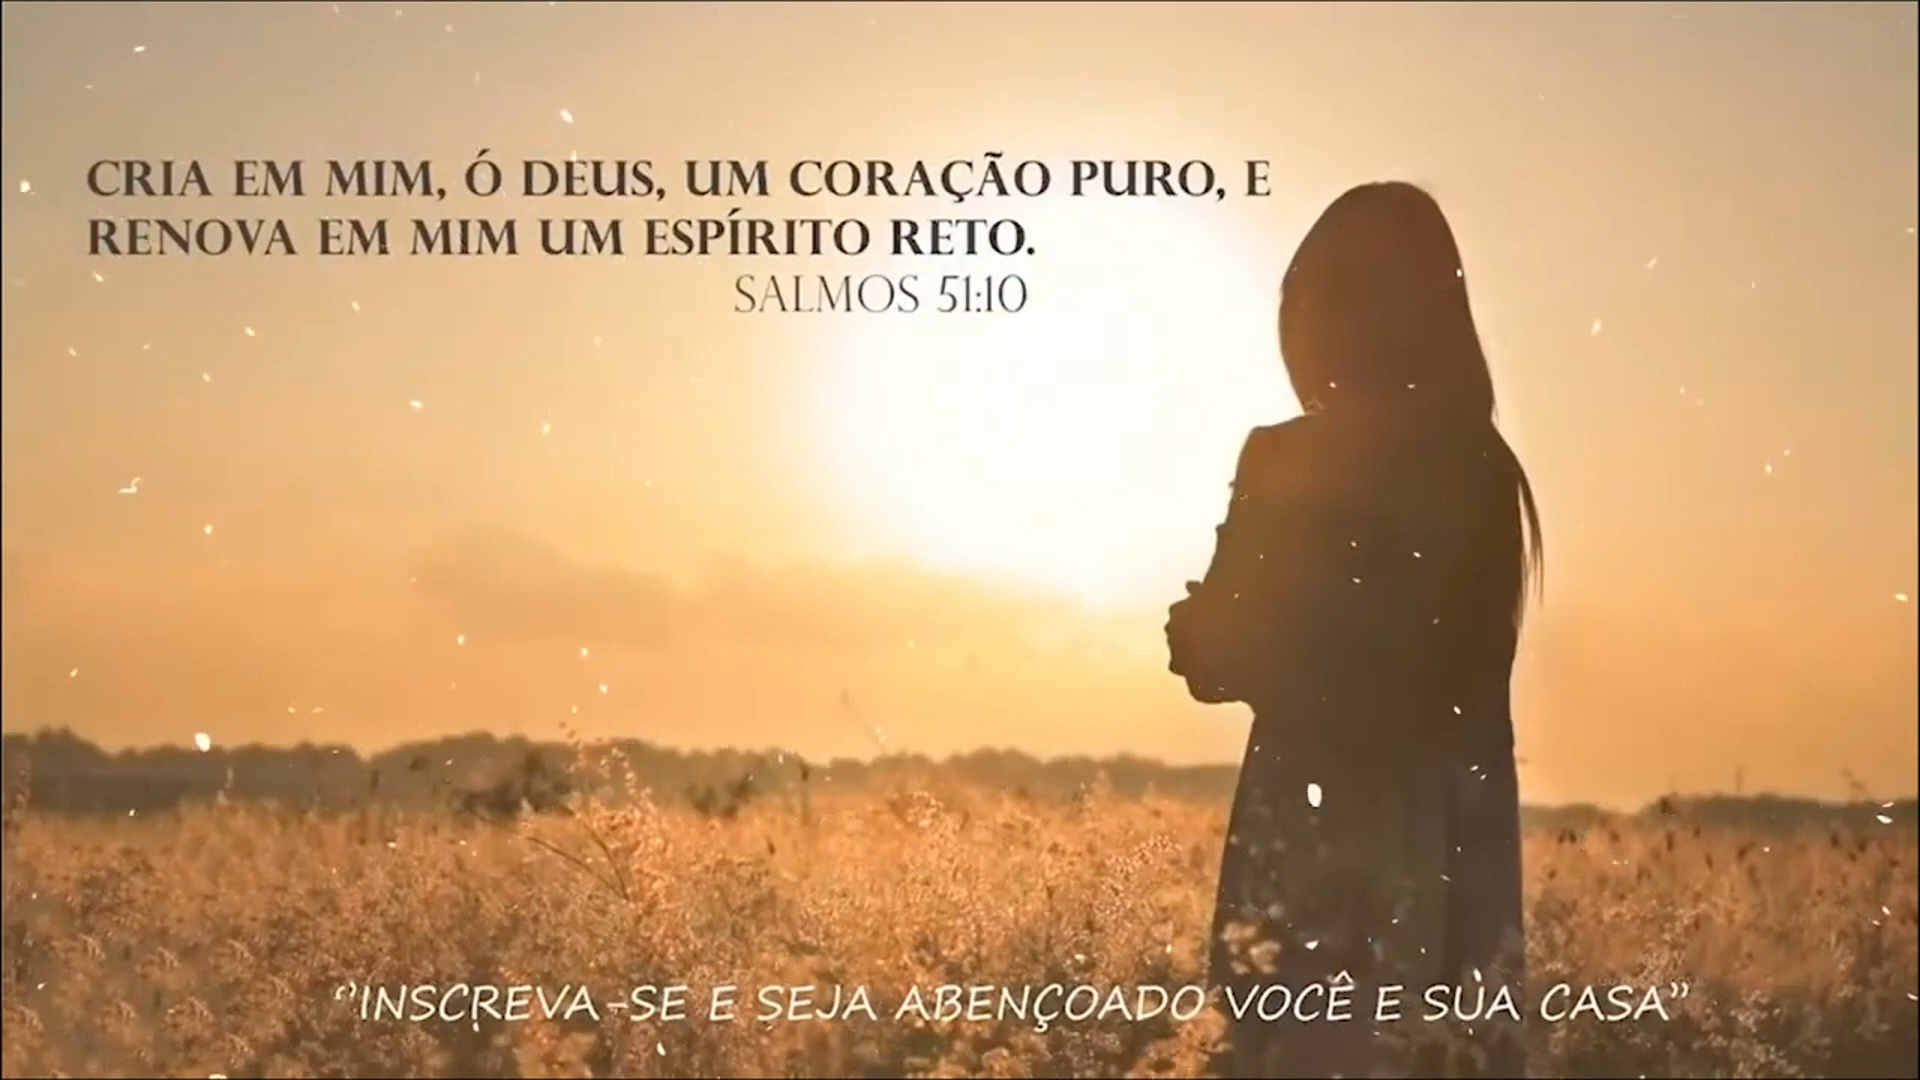 CRIA EM MIM, Ó DEUS, UM CORAÇÃO PURO, E
RENOVA EM MIM UM ESPÍRITO RETO.
SALMOS 51:10
“INSCREVA-SE E SEJA ABENÇOADO VOCÊ E SUA CASA”